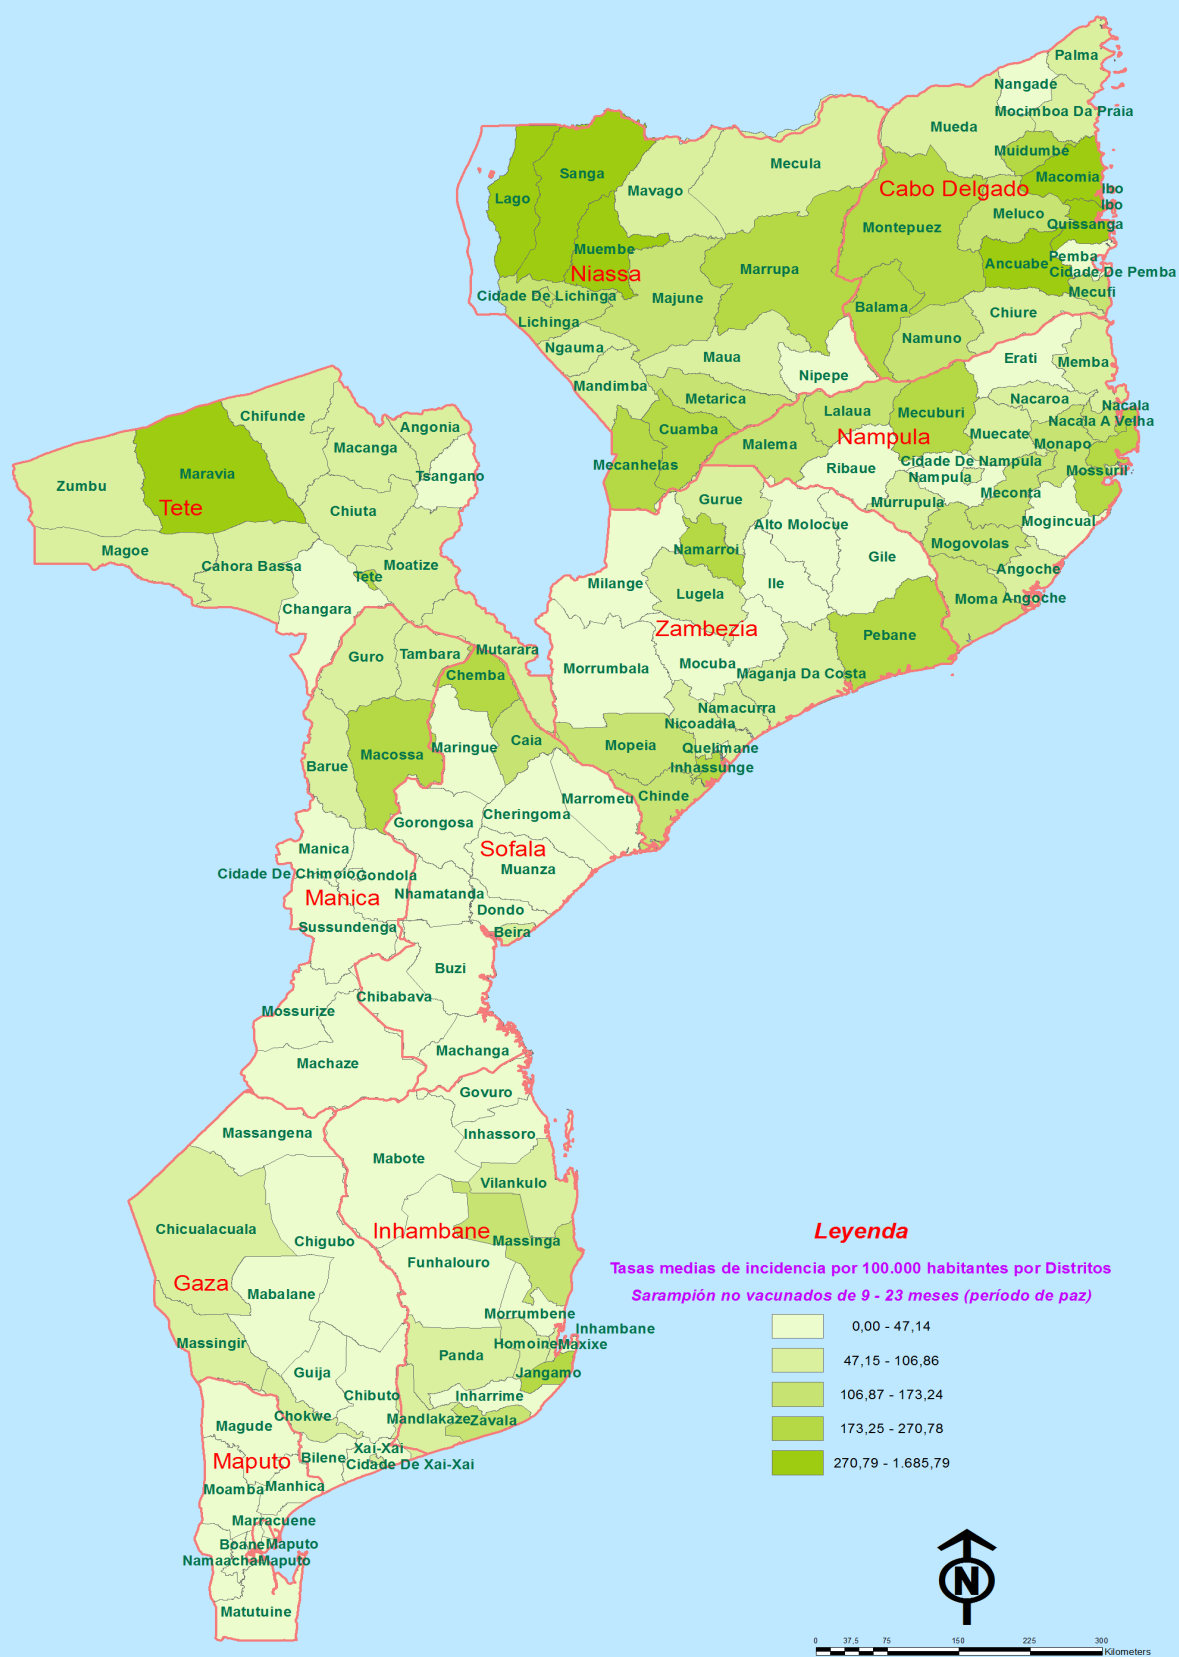 Palma
Nangade
Mocimboa Da Praia
Mueda
Muidumbe
Mecula
Sanga
Macomia
Cabo Delgado
Ibo
Mavago
Lago
Ibo
Meluco
Quissanga
Montepuez
Muembe
Pemba
Ancuabe
Marrupa
Cidade De Pemba
Niassa
Mecufi
Cidade De Lichinga
Majune
Balama
Chiure
Lichinga
Namuno
Ngauma
Maua
Erati
Memba
Nipepe
Mandimba
Metarica
Nacaroa
Nacala
Chifunde
Lalaua
Mecuburi
Nacala A Velha
Angonia
Cuamba
Muecate
Nampula
Malema
Monapo
Macanga
Cidade De Nampula
Mecanhelas
Ribaue
Mossuril
Maravia
Tsangano
Nampula
Zumbu
Meconta
Gurue
Murrupula
Tete
Chiuta
Alto Molocue
Mogincual
Mogovolas
Magoe
Namarroi
Gile
Cahora Bassa
Moatize
Angoche
Tete
Milange
Ile
Lugela
Moma
Angoche
Changara
Zambezia
Pebane
Mutarara
Guro
Tambara
Mocuba
Morrumbala
Maganja Da Costa
Chemba
Namacurra
Nicoadala
Caia
Mopeia
Maringue
Quelimane
Macossa
Barue
Inhassunge
Marromeu
Chinde
Cheringoma
Gorongosa
Manica
Sofala
Muanza
Cidade De Chimoio
Gondola
Nhamatanda
Manica
Dondo
Sussundenga
Beira
Buzi
Chibabava
Mossurize
Machanga
Machaze
Govuro
Massangena
Inhassoro
Mabote
Vilankulo
Chicualacuala
Inhambane
Leyenda
Chigubo
Massinga
Funhalouro
Tasas medias de incidencia por 100.000 habitantes por Distritos
Gaza
Mabalane
Sarampión no vacunados de 9 - 23 meses (período de paz)
Morrumbene
0,00 - 47,14
Inhambane
Massingir
Homoine
Maxixe
Panda
47,15 - 106,86
Guija
Jangamo
Chibuto
Inharrime
106,87 - 173,24
Chokwe
Mandlakaze
Zavala
Magude
173,25 - 270,78
Xai-Xai
Bilene
Maputo
Cidade De Xai-Xai
270,79 - 1.685,79
Moamba
Manhica
Marracuene
Boane
Maputo
Namaacha
Maputo
N
Matutuine
0 37,5 75 150 225 300
Kilometers